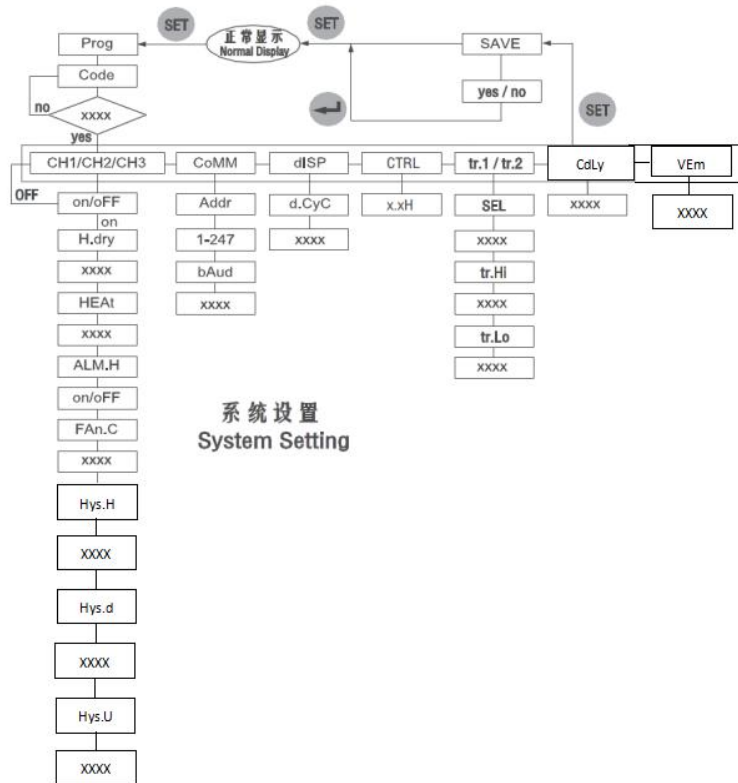 SET
SET
Prog
正常显示
Normal Display
SAVE
Code
yes / no
no
xxxx
SET
yes
CH1/CH2/CH3
CoMM
dISP
CTRL
tr.1 / tr.2
CdLy
VEm
OFF
on/oFF
Addr
d.CyC
x.xH
SEL
xxxx
XXXX
on
H.dry
1-247
xxxx
xxxx
xxxx
bAud
tr.Hi
HEAt
xxxx
xxxx
xxxx
tr.Lo
ALM.H
xxxx
on/oFF
FAn.C
xxxx
系统设置
System Setting
Hys.H
XXXX
Hys.d
XXXX
Hys.U
XXXX